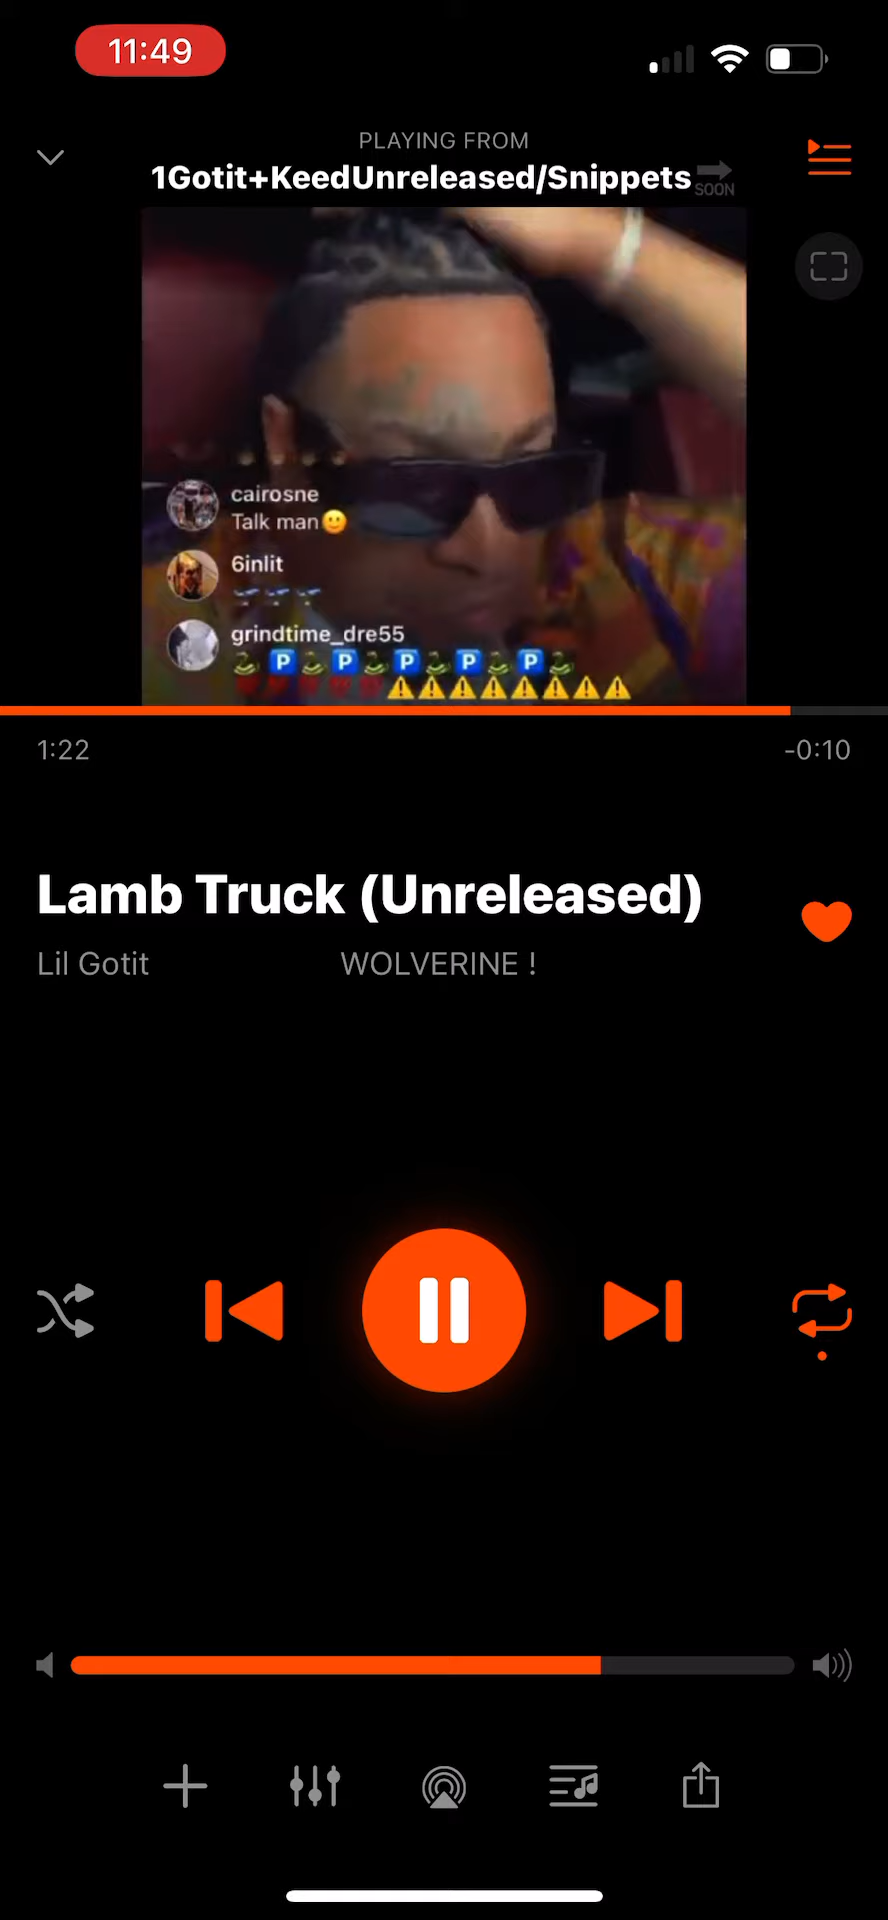 11:49
PLAYING FROM
1Gotit+KeedUnreleased/Snippets🔜
cairosne
Talk man🙂
6inlit
🛫🛫🛫
grindtime_dre55
🐍🅿️🐍🅿️🐍🅿️🐍🅿️🐍🅿️🐍
⚠️⚠️⚠️⚠️⚠️⚠️⚠️⚠️
1:22 -0:10
Lamb Truck (Unreleased)
Lil Gotit WOLVERINE !